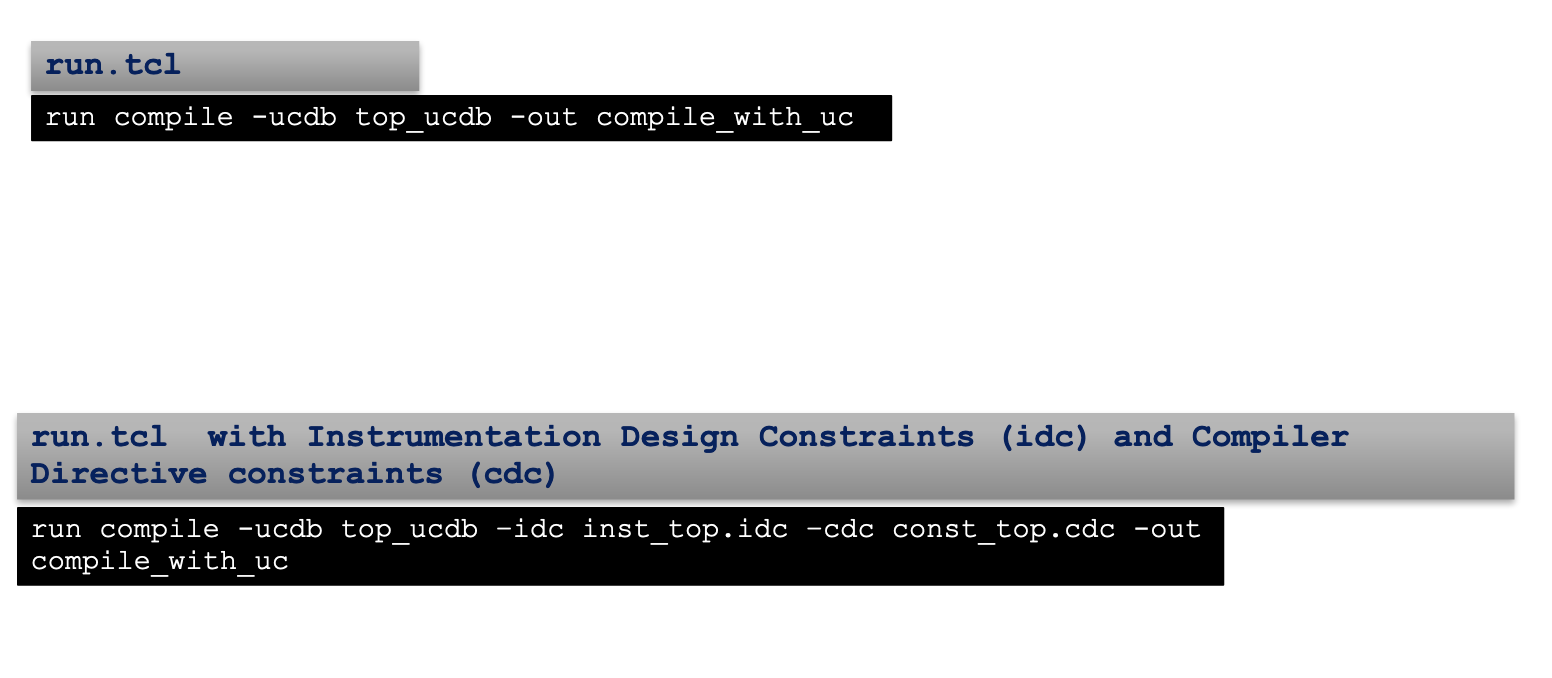 run.tcl
run compile -ucdb top_ucdb -out compile_with_uc
run.tcl  with Instrumentation Design Constraints (idc) and Compiler
Directive constraints (cdc)
run compile -ucdb top_ucdb –idc inst_top.idc –cdc const_top.cdc -out
compile_with_uc